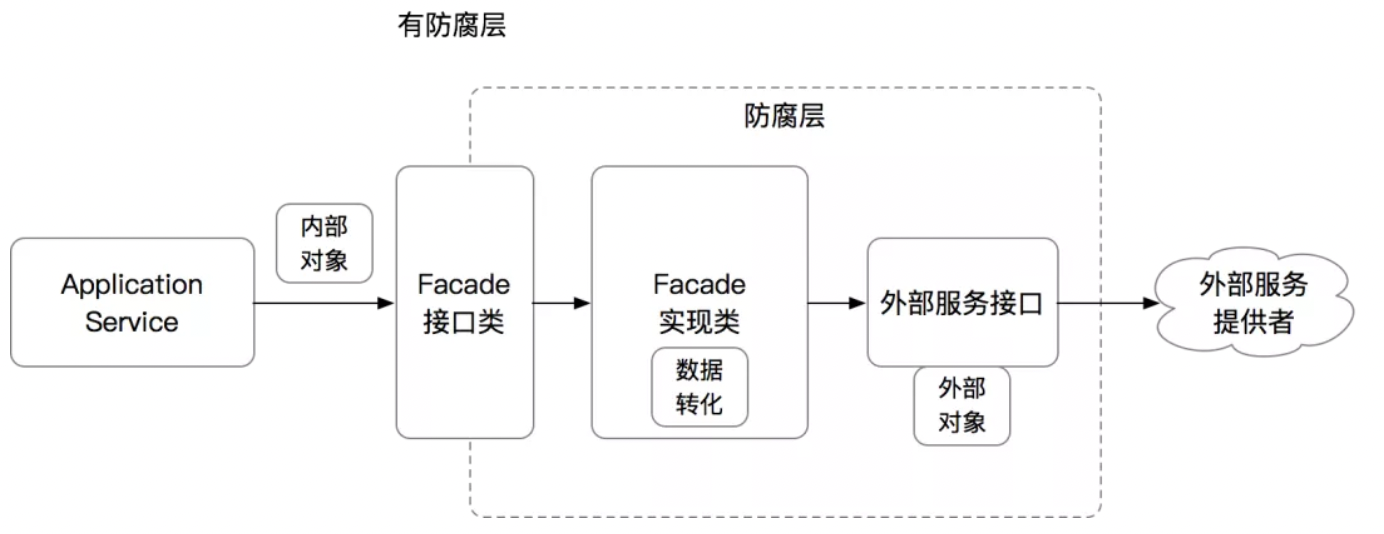 有防腐层
防腐层
内部
对象
Application
Service
Facade
接口类
Facade
实现类
数据
转化
外部服务接口
外部
对象
外部服务
提供者